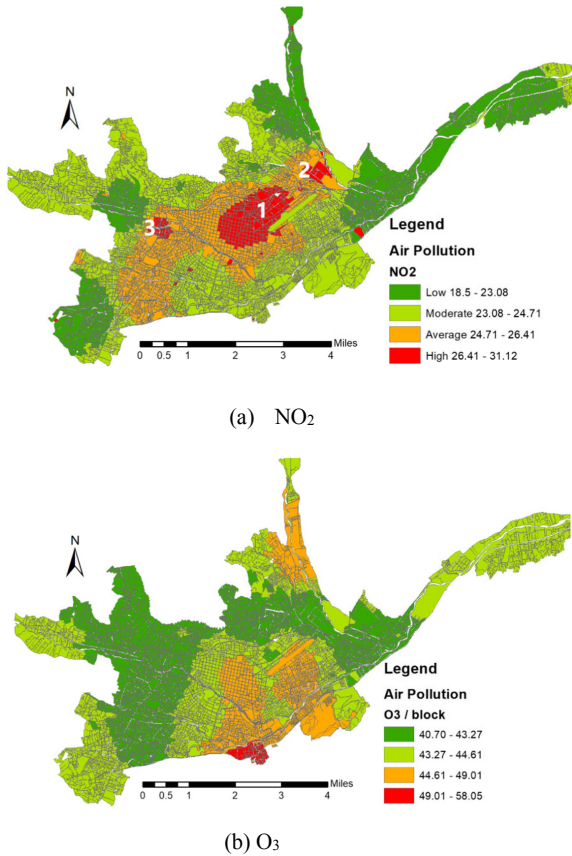 N
2
1
3
Legend
Air Pollution
NO2
Low 18.5 - 23.08
Moderate 23.08 - 24.71
Average 24.71 - 26.41
High 26.41 - 31.12
Miles
0 0.5 1 2 3 4
(a) NO₂
N
Legend
Air Pollution
O3 / block
40.70 - 43.27
43.27 - 44.61
44.61 - 49.01
49.01 - 58.05
Miles
0 0.5 1 2 3 4
(b) O₃